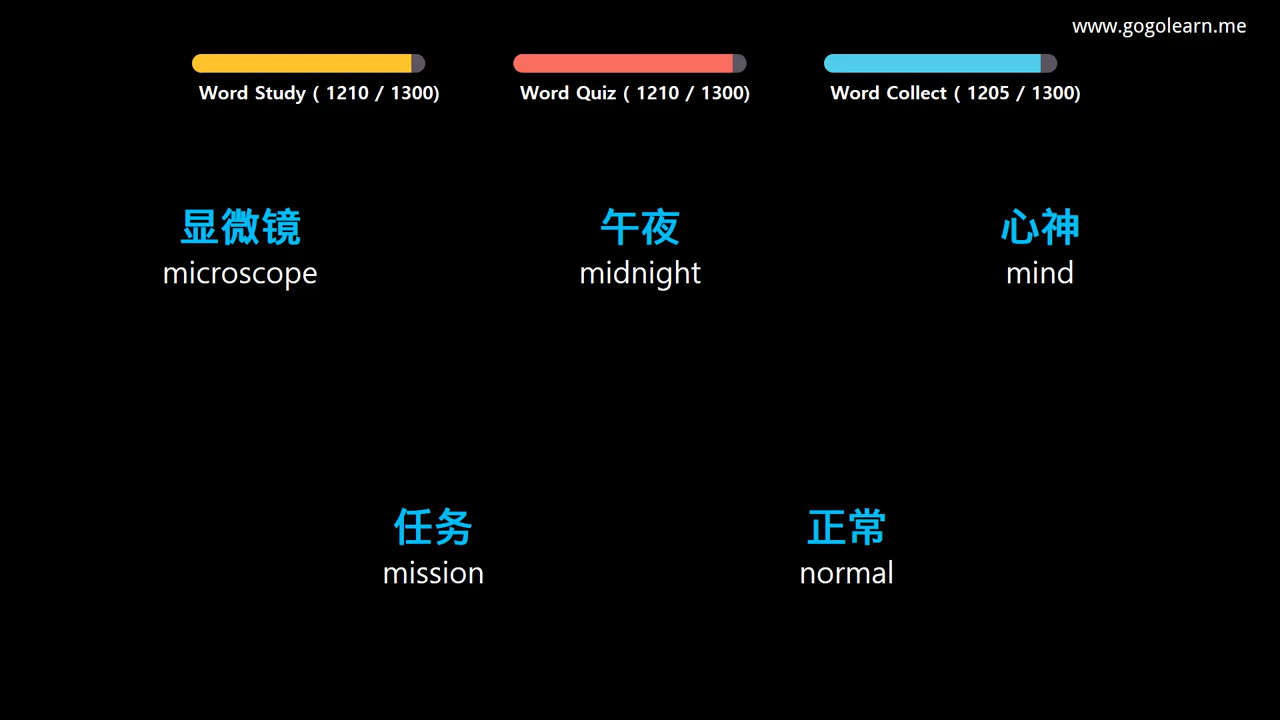 www.gogolearn.me
Word Study ( 1210 / 1300)
Word Quiz ( 1210 / 1300)
Word Collect ( 1205 / 1300)
显微镜
microscope
午夜
midnight
心神
mind
任务
mission
正常
normal